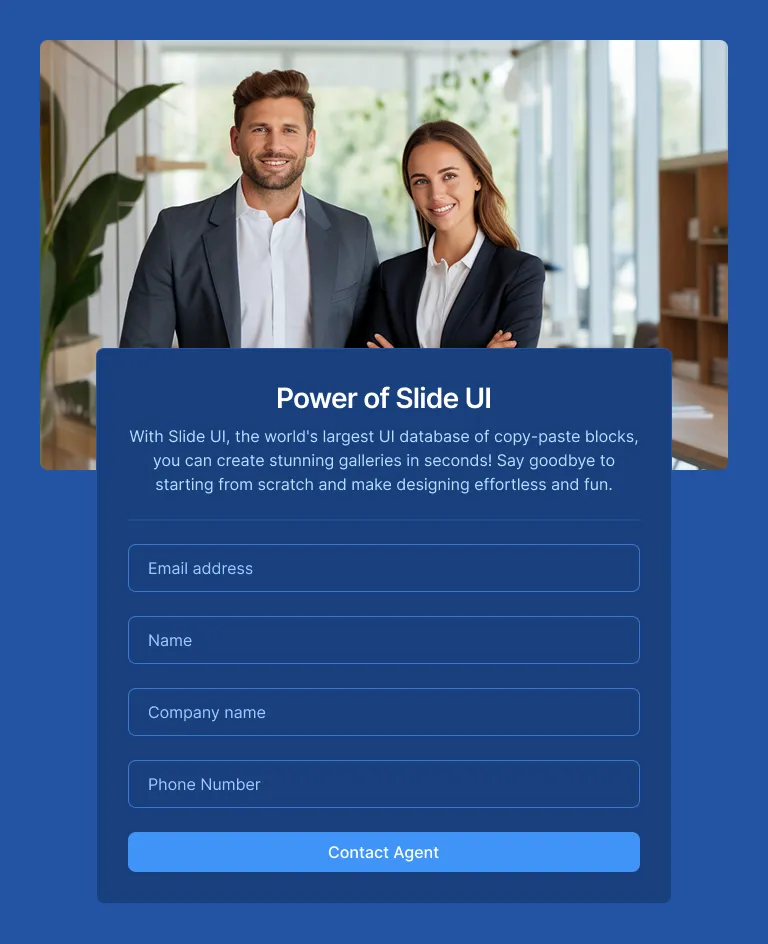 Power of Slide UI
With Slide UI, the world's largest UI database of copy-paste blocks,
you can create stunning galleries in seconds! Say goodbye to
starting from scratch and make designing effortless and fun.
Email address
Name
Company name
Phone Number
Contact Agent